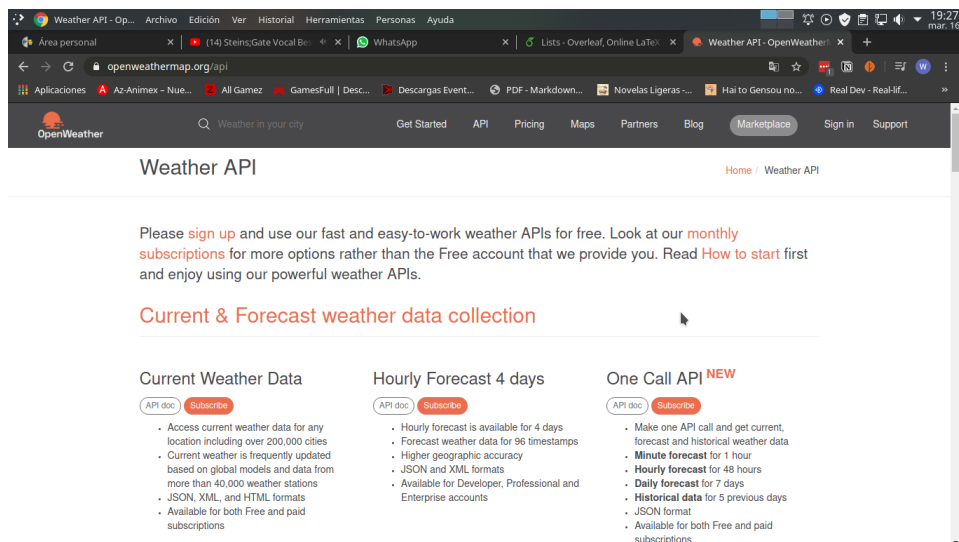 Weather API - Op... Archivo Edición Ver Historial Herramientas Personas Ayuda 19:27
mar. 16
Área personal (14) Steins;Gate Vocal Bes WhatsApp Lists - Overleaf, Online LaTeX Weather API - OpenWeather
openweathermap.org/api
Aplicaciones Az-Animex – Nue... All Gamez GamesFull | Desc... Descargas Event... PDF - Markdown... Novelas Ligeras -... Hai to Gensou no... Real Dev - Real-lif... »
OpenWeather Weather in your city Get Started API Pricing Maps Partners Blog Marketplace Sign in Support
Weather API Home / Weather API
Please sign up and use our fast and easy-to-work weather APIs for free. Look at our monthly
subscriptions for more options rather than the Free account that we provide you. Read How to start first
and enjoy using our powerful weather APIs.
Current & Forecast weather data collection
Current Weather Data
API doc Subscribe
Access current weather data for any
location including over 200,000 cities
Current weather is frequently updated
based on global models and data from
more than 40,000 weather stations
JSON, XML, and HTML formats
Available for both Free and paid
subscriptions
Hourly Forecast 4 days
API doc Subscribe
Hourly forecast is available for 4 days
Forecast weather data for 96 timestamps
Higher geographic accuracy
JSON and XML formats
Available for Developer, Professional and
Enterprise accounts
One Call API NEW
API doc Subscribe
Make one API call and get current,
forecast and historical weather data
Minute forecast for 1 hour
Hourly forecast for 48 hours
Daily forecast for 7 days
Historical data for 5 previous days
JSON format
Available for both Free and paid
subscriptions